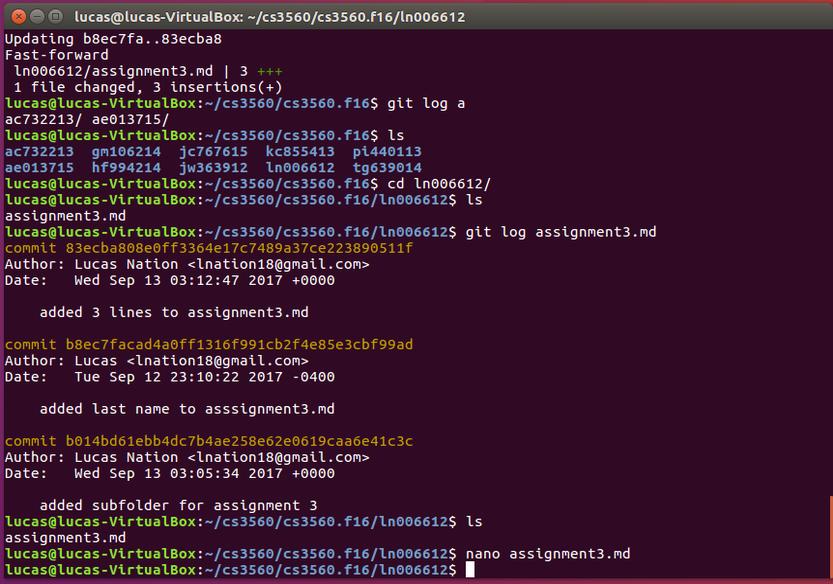 lucas@lucas-VirtualBox: ~/cs3560/cs3560.f16/ln006612
Updating b8ec7fa..83ecba8
Fast-forward
 ln006612/assignment3.md | 3 +++
 1 file changed, 3 insertions(+)
lucas@lucas-VirtualBox:~/cs3560/cs3560.f16$ git log a
ac732213/ ae013715/
lucas@lucas-VirtualBox:~/cs3560/cs3560.f16$ ls
ac732213  gm106214  jc767615  kc855413  pi440113
ae013715  hf994214  jw363912  ln006612  tg639014
lucas@lucas-VirtualBox:~/cs3560/cs3560.f16$ cd ln006612/
lucas@lucas-VirtualBox:~/cs3560/cs3560.f16/ln006612$ ls
assignment3.md
lucas@lucas-VirtualBox:~/cs3560/cs3560.f16/ln006612$ git log assignment3.md
commit 83ecba808e0ff3364e17c7489a37ce223890511f
Author: Lucas Nation <lnation18@gmail.com>
Date:   Wed Sep 13 03:12:47 2017 +0000

    added 3 lines to assignment3.md

commit b8ec7facad4a0ff1316f991cb2f4e85e3cbf99ad
Author: Lucas <lnation18@gmail.com>
Date:   Tue Sep 12 23:10:22 2017 -0400

    added last name to asssignment3.md

commit b014bd61ebb4dc7b4ae258e62e0619caa6e41c3c
Author: Lucas Nation <lnation18@gmail.com>
Date:   Wed Sep 13 03:05:34 2017 +0000

    added subfolder for assignment 3
lucas@lucas-VirtualBox:~/cs3560/cs3560.f16/ln006612$ ls
assignment3.md
lucas@lucas-VirtualBox:~/cs3560/cs3560.f16/ln006612$ nano assignment3.md
lucas@lucas-VirtualBox:~/cs3560/cs3560.f16/ln006612$